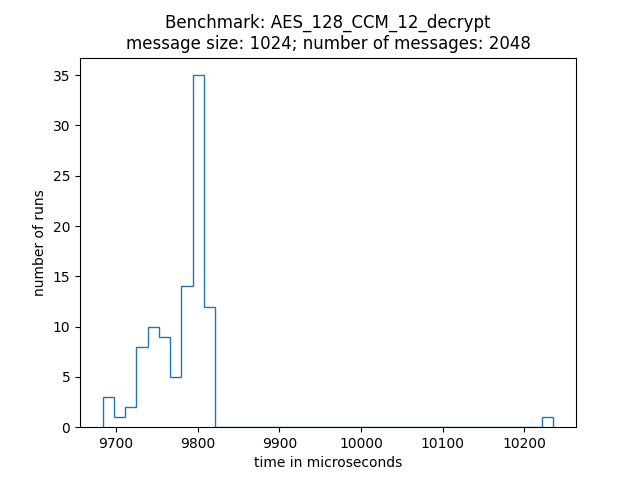 Benchmark: AES_128_CCM_12_decrypt
message size: 1024; number of messages: 2048
number of runs
35
30
25
20
15
10
5
0
9700 9800 9900 10000 10100 10200
time in microseconds